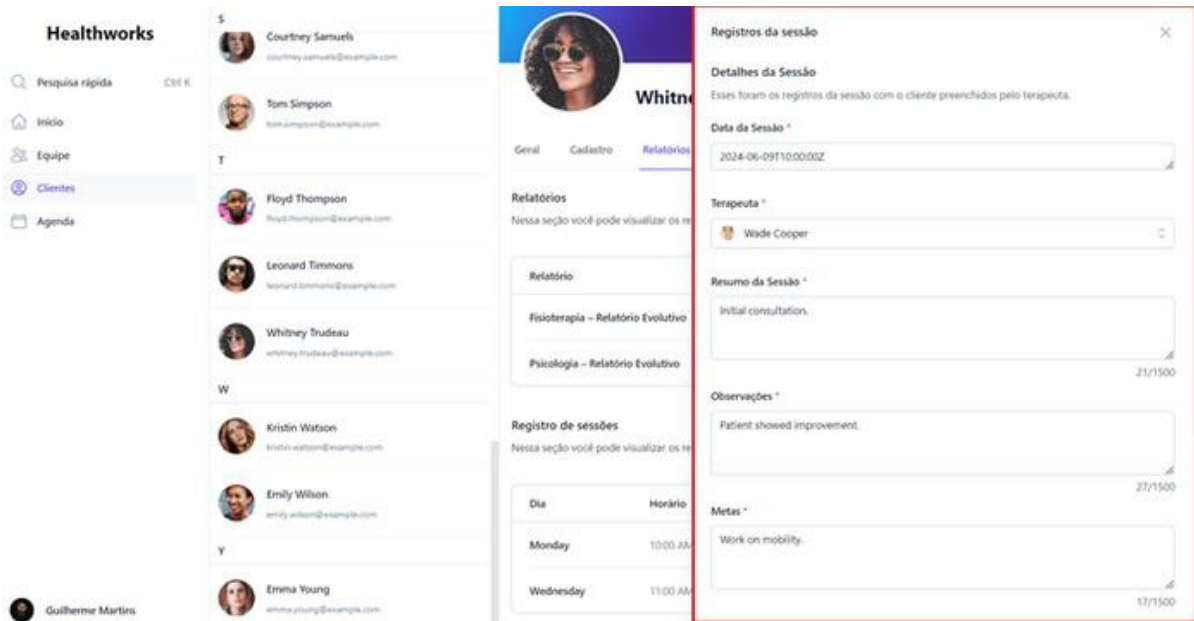 Healthworks
Pesquisa rápida
Ctrl K
Início
Equipe
Clientes
Agenda
Guilherme Martins
S
Courtney Samuels
courtney.samuels@example.com
Tom Simpson
tom.simpson@example.com
T
Floyd Thompson
floyd.thompson@example.com
Leonard Timmons
leonard.timmons@example.com
Whitney Trudeau
whitney.trudeau@example.com
W
Kristin Watson
kristin.watson@example.com
Emily Wilson
emily.wilson@example.com
Y
Emma Young
emma.young@example.com
Whitne
Geral
Cadastro
Relatórios
Relatórios
Nessa seção você pode visualizar os re
Relatório
Fisioterapia – Relatório Evolutivo
Psicologia – Relatório Evolutivo
Registro de sessões
Nessa seção você pode visualizar os re
Dia
Horário
Monday
10:00 AM
Wednesday
11:00 AM
Registros da sessão
Detalhes da Sessão
Esses foram os registros da sessão com o cliente preenchidos pelo terapeuta.
Data da Sessão *
2024-06-09T10:00:00Z
Terapeuta *
Wade Cooper
Resumo da Sessão *
Initial consultation.
21/1500
Observações *
Patient showed improvement.
27/1500
Metas *
Work on mobility.
17/1500